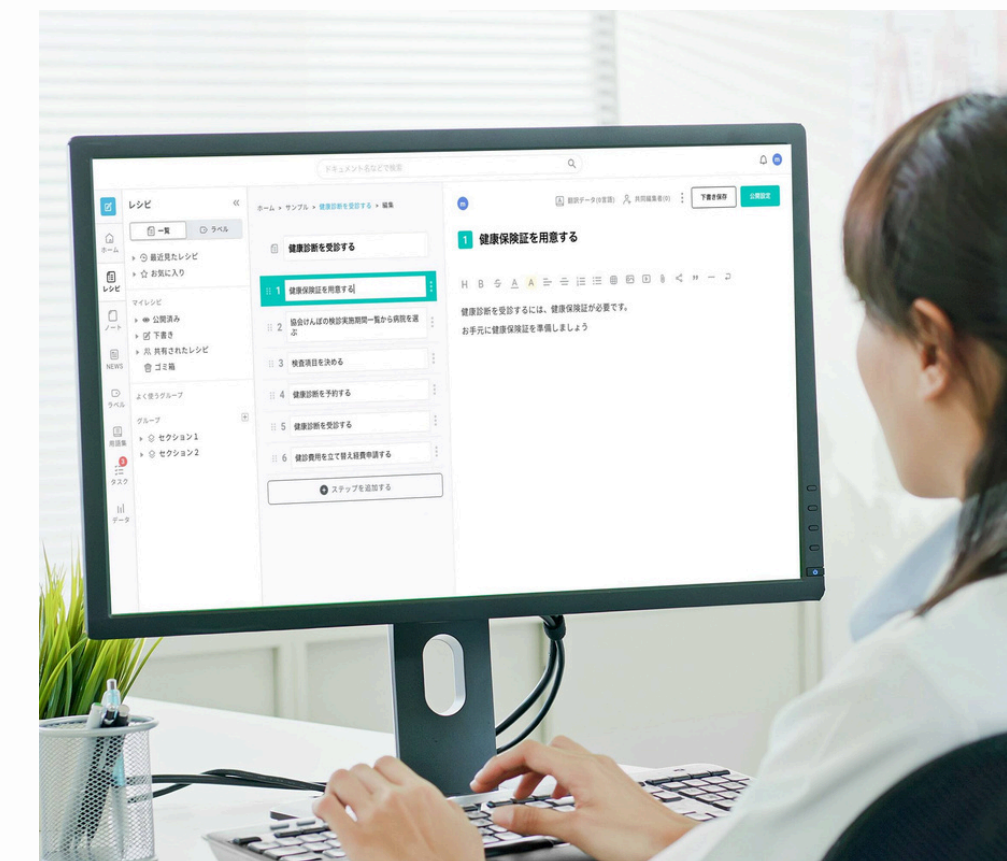 ドキュメント名などで検索
レシピ
一覧
ラベル
最近見たレシピ
お気に入り
マイレシピ
公開済み
下書き
共有されたレシピ
ゴミ箱
よく使うグループ
グループ
セクション1
セクション2
ホーム
レシピ
ノート
NEWS
ラベル
用語集
3
タスク
データ
ホーム > サンプル > 健康診断を受診する > 編集
健康診断を受診する
1 健康保険証を用意する
2 協会けんぽの検診実施期間一覧から病院を選
ぶ
3 検査項目を決める
4 健康診断を予約する
5 健康診断を受診する
6 健診費用を立て替え経費申請する
ステップを追加する
m
m
翻訳データ(0言語) 共同編集者(0)
下書き保存
公開設定
1 健康保険証を用意する
H B S A A
健康診断を受診するには、健康保険証が必要です。
お手元に健康保険証を準備しましょう